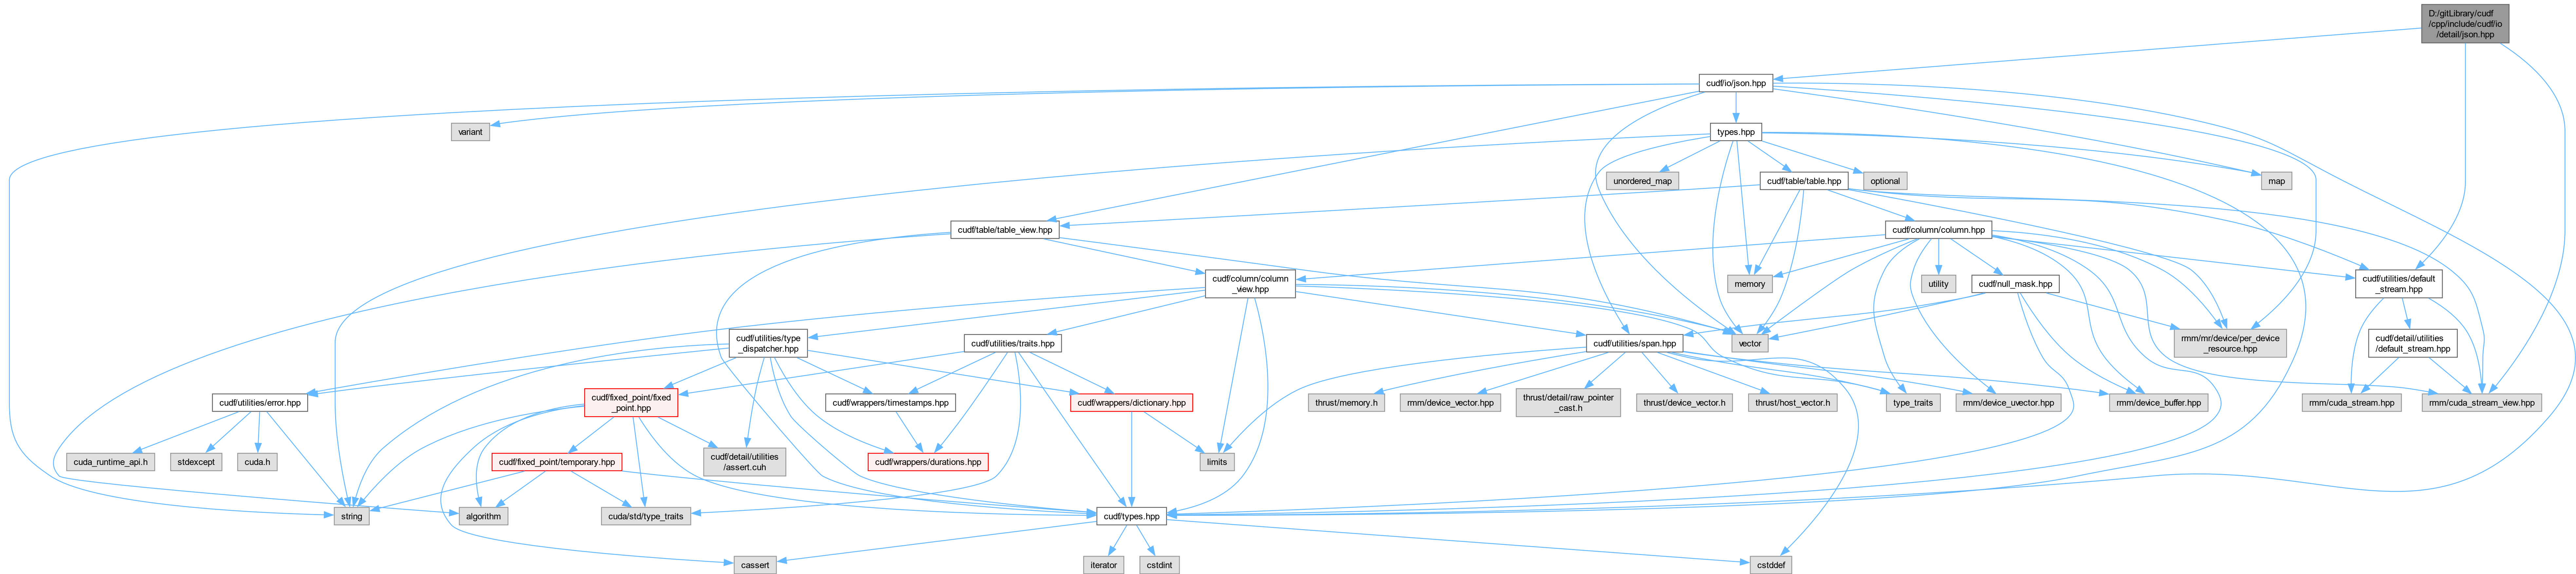 D:/gitLibrary/cudf
/cpp/include/cudf/io
/detail/json.hpp
cudf/io/json.hpp
variant
types.hpp
unordered_map
cudf/table/table.hpp
optional
map
cudf/table/table_view.hpp
cudf/column/column.hpp
cudf/column/column
_view.hpp
memory
utility
cudf/null_mask.hpp
cudf/utilities/default
_stream.hpp
cudf/utilities/type
_dispatcher.hpp
cudf/utilities/traits.hpp
cudf/utilities/span.hpp
vector
rmm/mr/device/per_device
_resource.hpp
cudf/detail/utilities
/default_stream.hpp
cudf/utilities/error.hpp
cudf/fixed_point/fixed
_point.hpp
cudf/wrappers/timestamps.hpp
cudf/wrappers/dictionary.hpp
thrust/memory.h
rmm/device_vector.hpp
thrust/detail/raw_pointer
_cast.h
thrust/device_vector.h
thrust/host_vector.h
type_traits
rmm/device_uvector.hpp
rmm/device_buffer.hpp
rmm/cuda_stream.hpp
rmm/cuda_stream_view.hpp
cuda_runtime_api.h
stdexcept
cuda.h
cudf/fixed_point/temporary.hpp
cudf/detail/utilities
/assert.cuh
cudf/wrappers/durations.hpp
limits
string
algorithm
cuda/std/type_traits
cudf/types.hpp
cassert
iterator
cstdint
cstddef